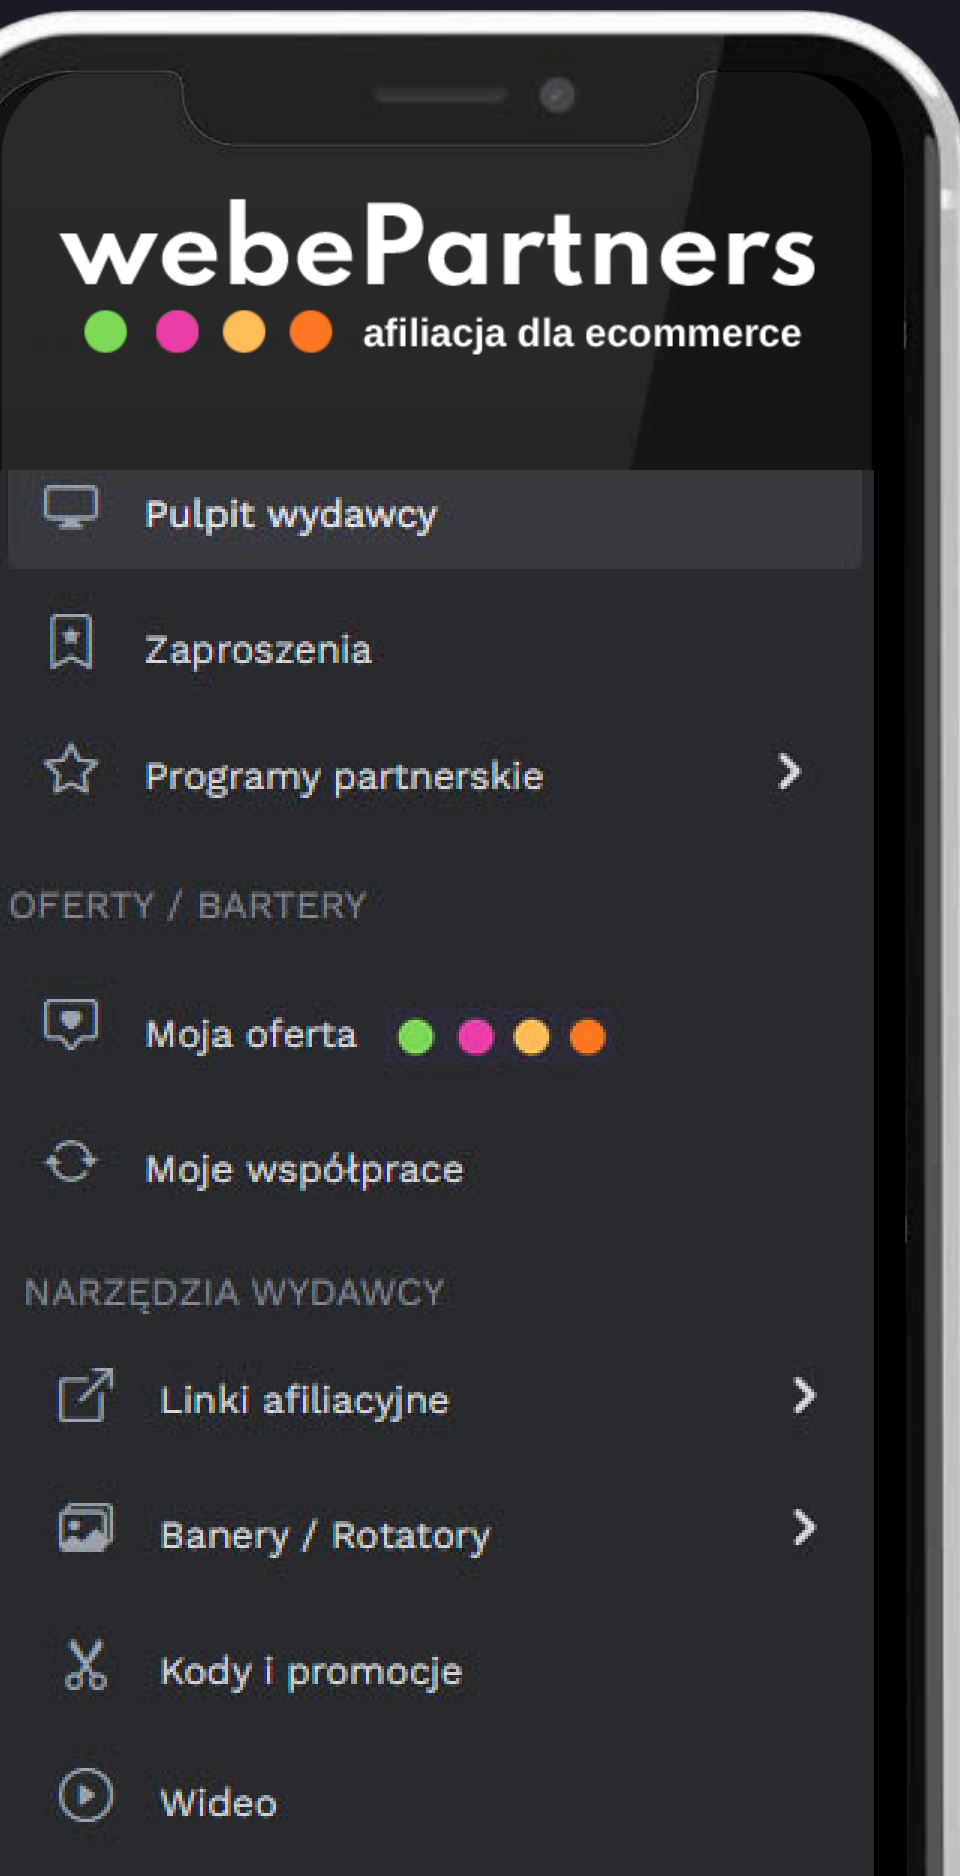 webePartners
afiliacja dla ecommerce
Pulpit wydawcy
Zaproszenia
Programy partnerskie
OFERTY / BARTERY
Moja oferta
Moje współprace
NARZĘDZIA WYDAWCY
Linki afiliacyjne
Banery / Rotatory
Kody i promocje
Wideo